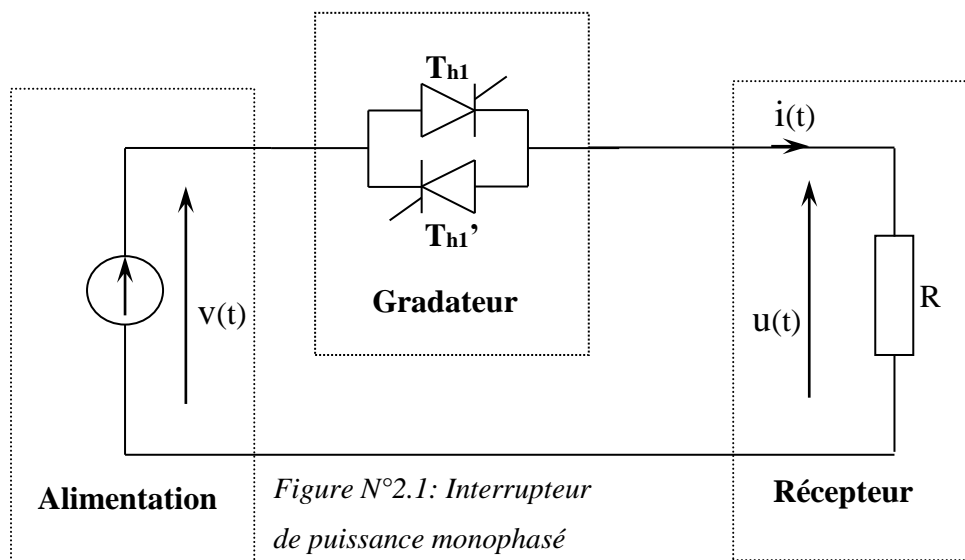 Th1
i(t)
Th1’
Gradateur
v(t)
u(t)
R
Alimentation
Figure N°2.1: Interrupteur
de puissance monophasé
Récepteur